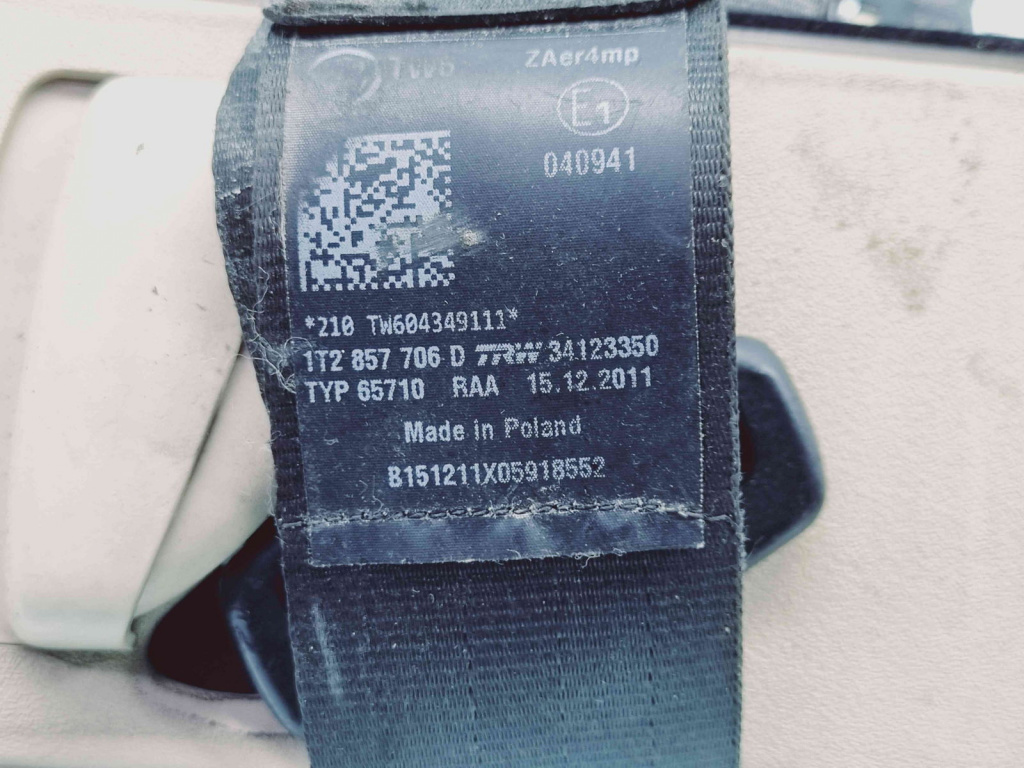 TW6
ZAer4mp
E1
040941
*210 TW604349111*
1T2 857 706 D TRW 34123350
TYP 65710 RAA 15.12.2011
Made in Poland
B151211X05918552